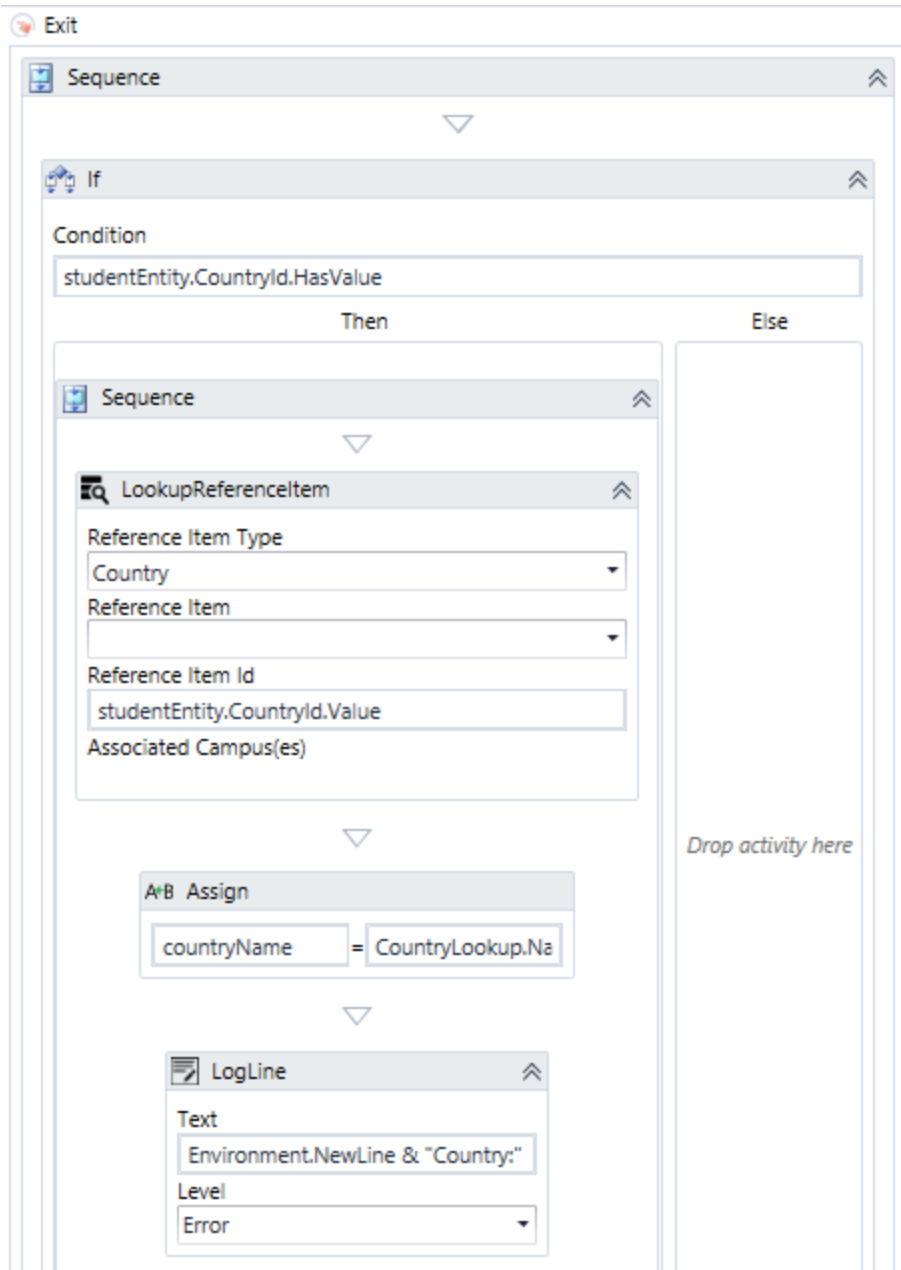 Exit
Sequence
If
Condition
studentEntity.CountryId.HasValue
Then
Else
Sequence
LookupReferenceItem
Reference Item Type
Country
Reference Item
Reference Item Id
studentEntity.CountryId.Value
Associated Campus(es)
Drop activity here
A+B Assign
countryName = CountryLookup.Na
LogLine
Text
Environment.NewLine & "Country:"
Level
Error